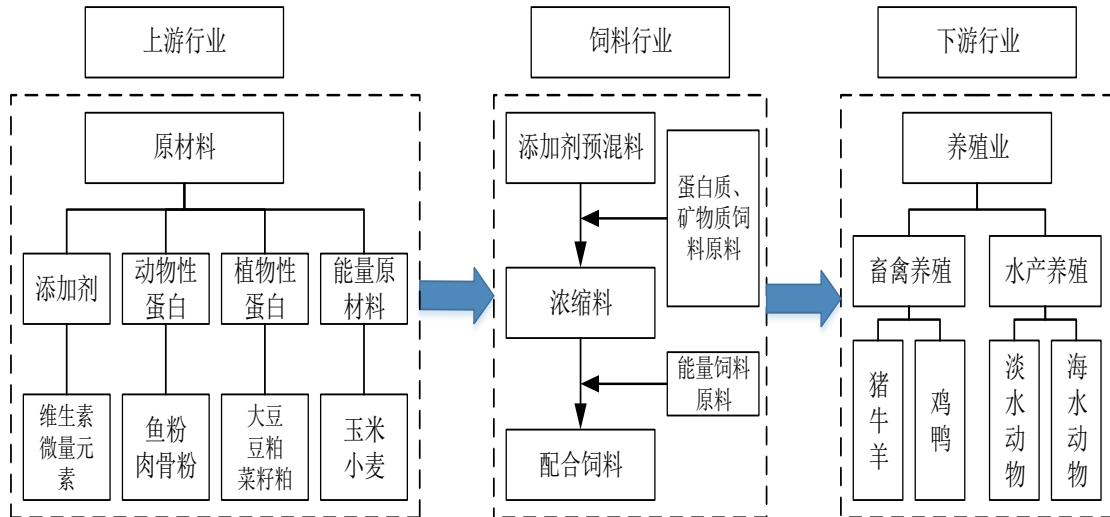 上游行业
饲料行业
下游行业
原材料
添加剂
动物性
蛋白
植物性
蛋白
能量原
材料
维生素
微量元
素
鱼粉
肉骨粉
大豆
豆粕
菜籽粕
玉米
小麦
添加剂预混料
蛋白质、
矿物质饲
料原料
浓缩料
能量饲料
原料
配合饲料
养殖业
畜禽养殖
水产养殖
猪
牛
羊
鸡
鸭
淡
水
动
物
海
水
动
物